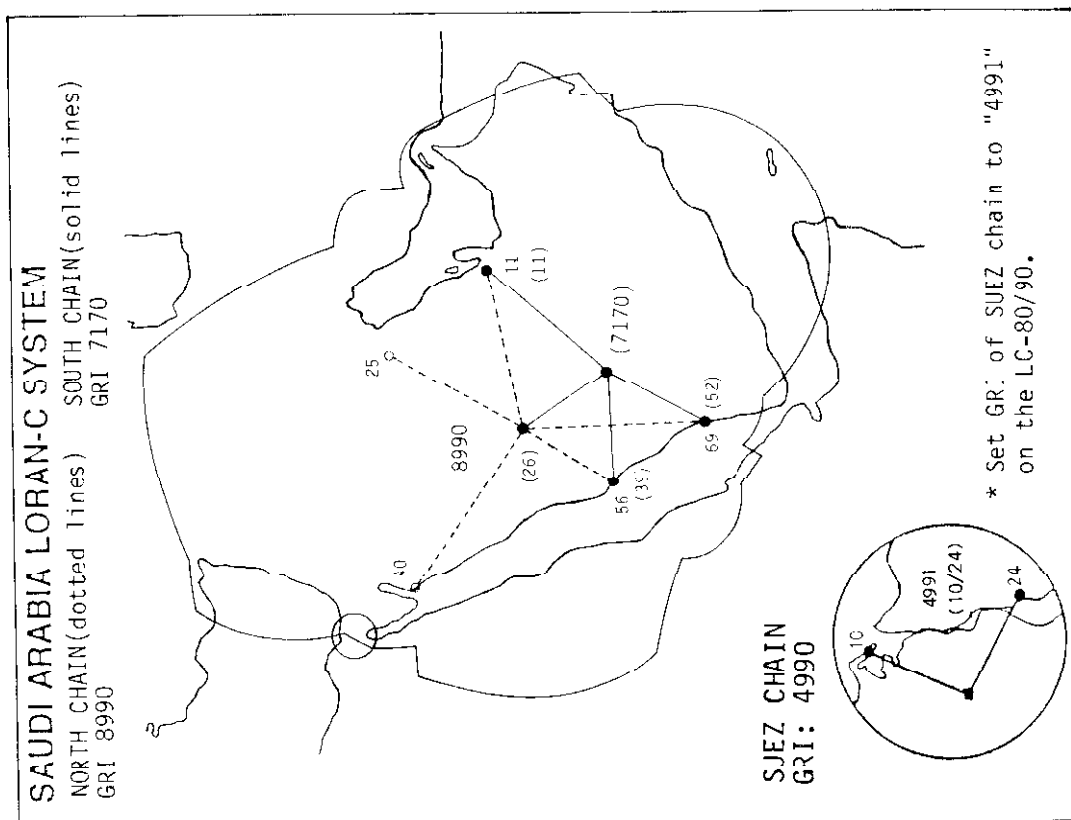 SAUDI ARABIA LORAN-C SYSTEM
NORTH CHAIN(dotted lines)
GRI 8990
SOUTH CHAIN(solid lines)
GRI 7170
25
11
(11)
8990
(26)
(7170)
40
56
69
(52)
SJEZ CHAIN
GRI: 4990
10
4991
(10/24)
24
* Set GRI of SUEZ chain to "4991"
on the LC-80/90.